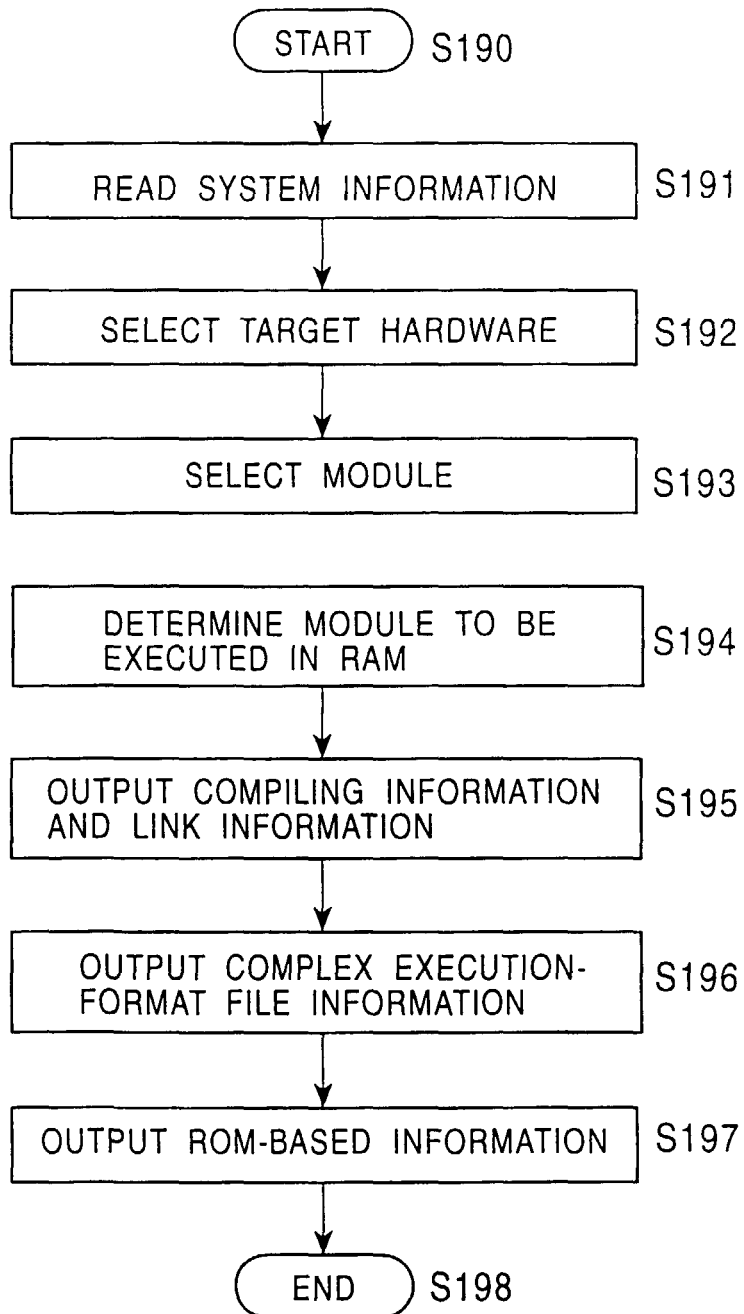 START S190
READ SYSTEM INFORMATION S191
SELECT TARGET HARDWARE S192
SELECT MODULE S193
DETERMINE MODULE TO BE
EXECUTED IN RAM S194
OUTPUT COMPILING INFORMATION
AND LINK INFORMATION S195
OUTPUT COMPLEX EXECUTION-
FORMAT FILE INFORMATION S196
OUTPUT ROM-BASED INFORMATION S197
END S198